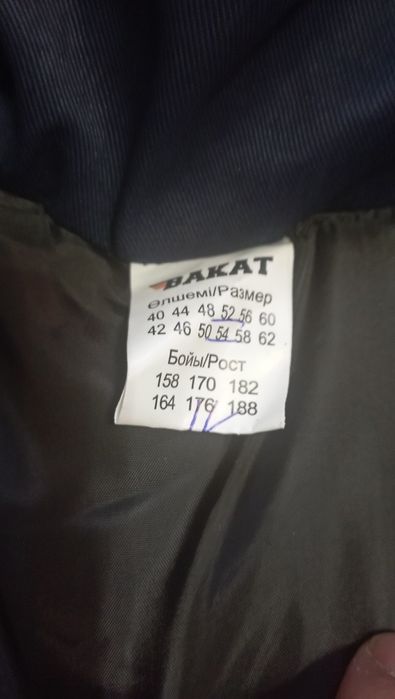 BAKAT
Өлшемі/Размер
40 44 48 52 56 60
42 46 50 54 58 62
Бойы/Рост
158 170 182
164 176 188